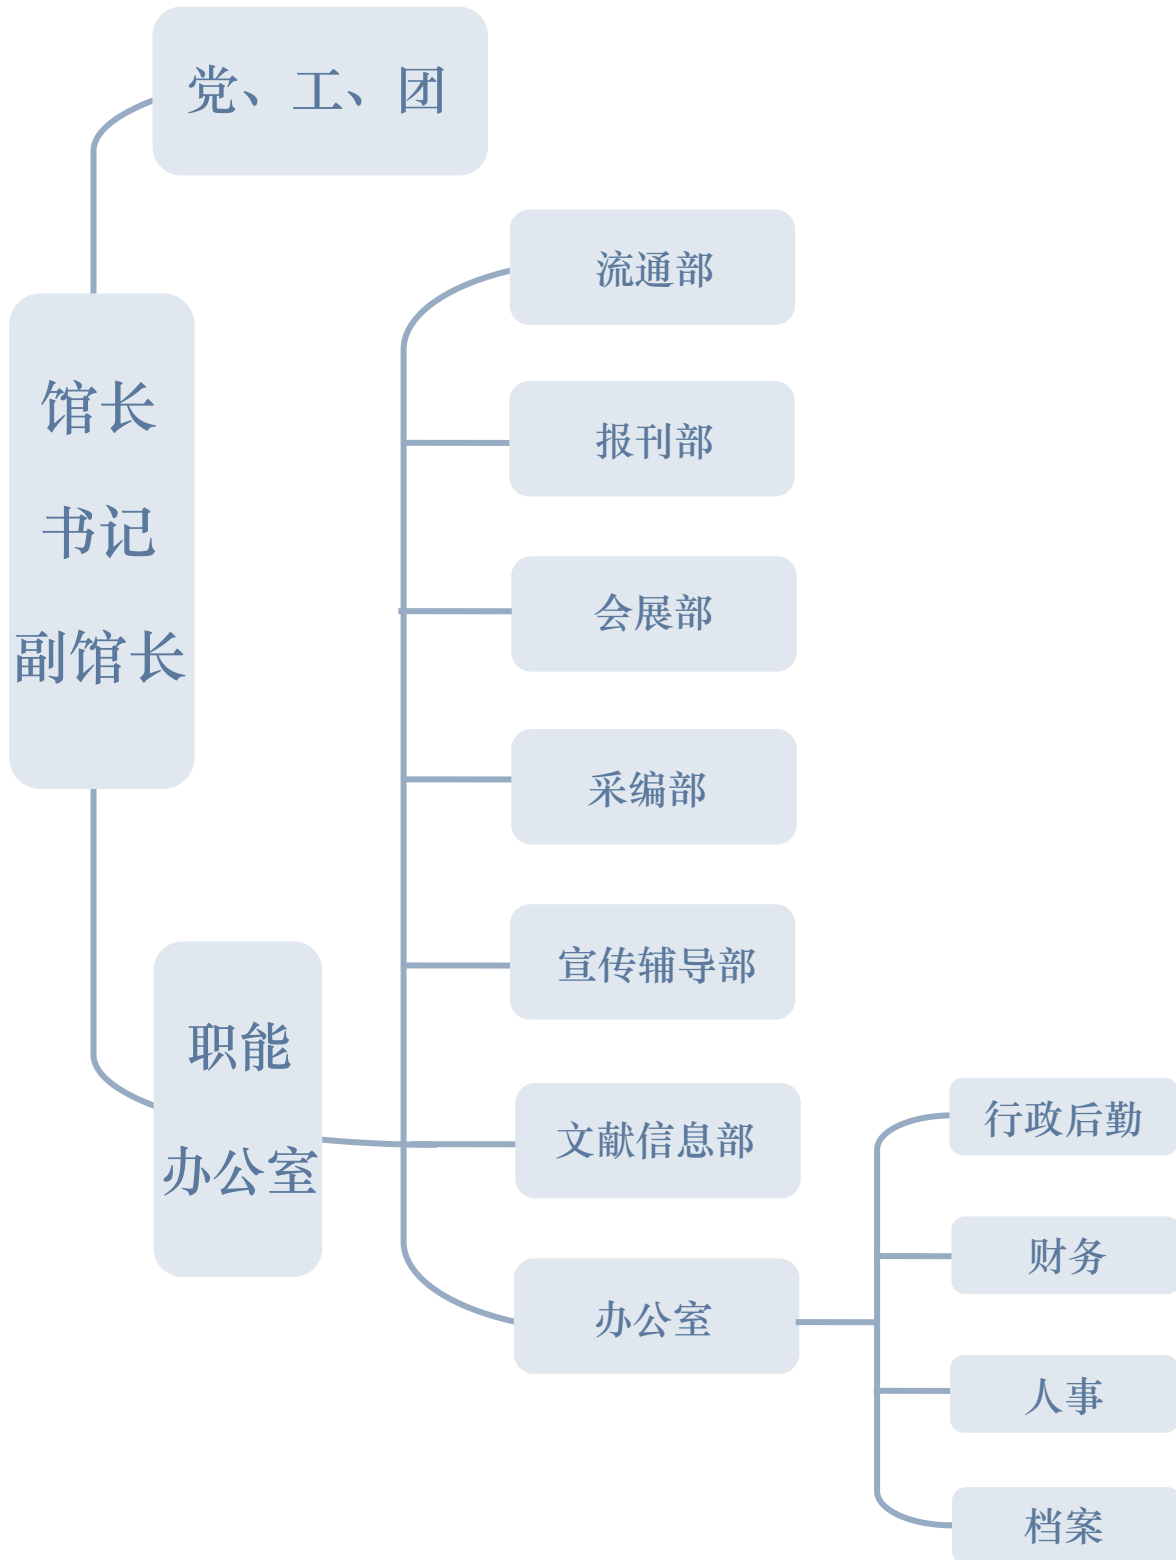 党、工、团
馆长
书记
副馆长
流通部
报刊部
会展部
采编部
宣传辅导部
职能
办公室
文献信息部
办公室
行政后勤
财务
人事
档案